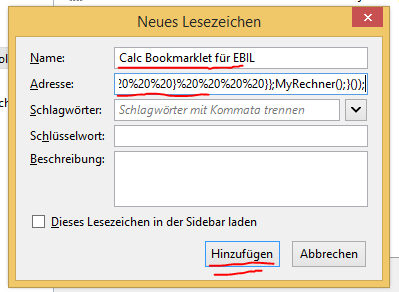 Neues Lesezeichen
Name: Calc Bookmarklet für EBIL
Adresse: 20%20%20}%20%20%20%20}};MyRechner();}());
Schlagwörter: Schlagwörter mit Kommata trennen
Schlüsselwort:
Beschreibung:
Dieses Lesezeichen in der Sidebar laden
Hinzufügen Abbrechen